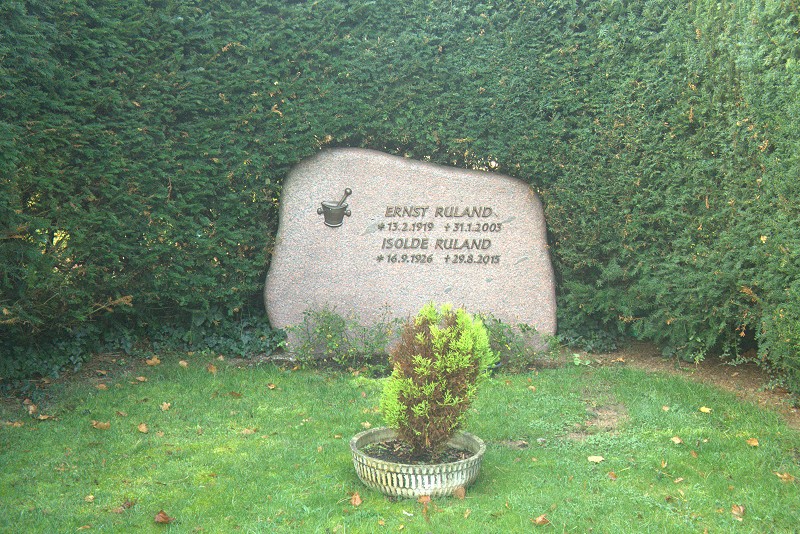 ERNST RULAND
* 13.2.1919 + 31.1.2003
ISOLDE RULAND
* 16.9.1926 + 29.8.2015